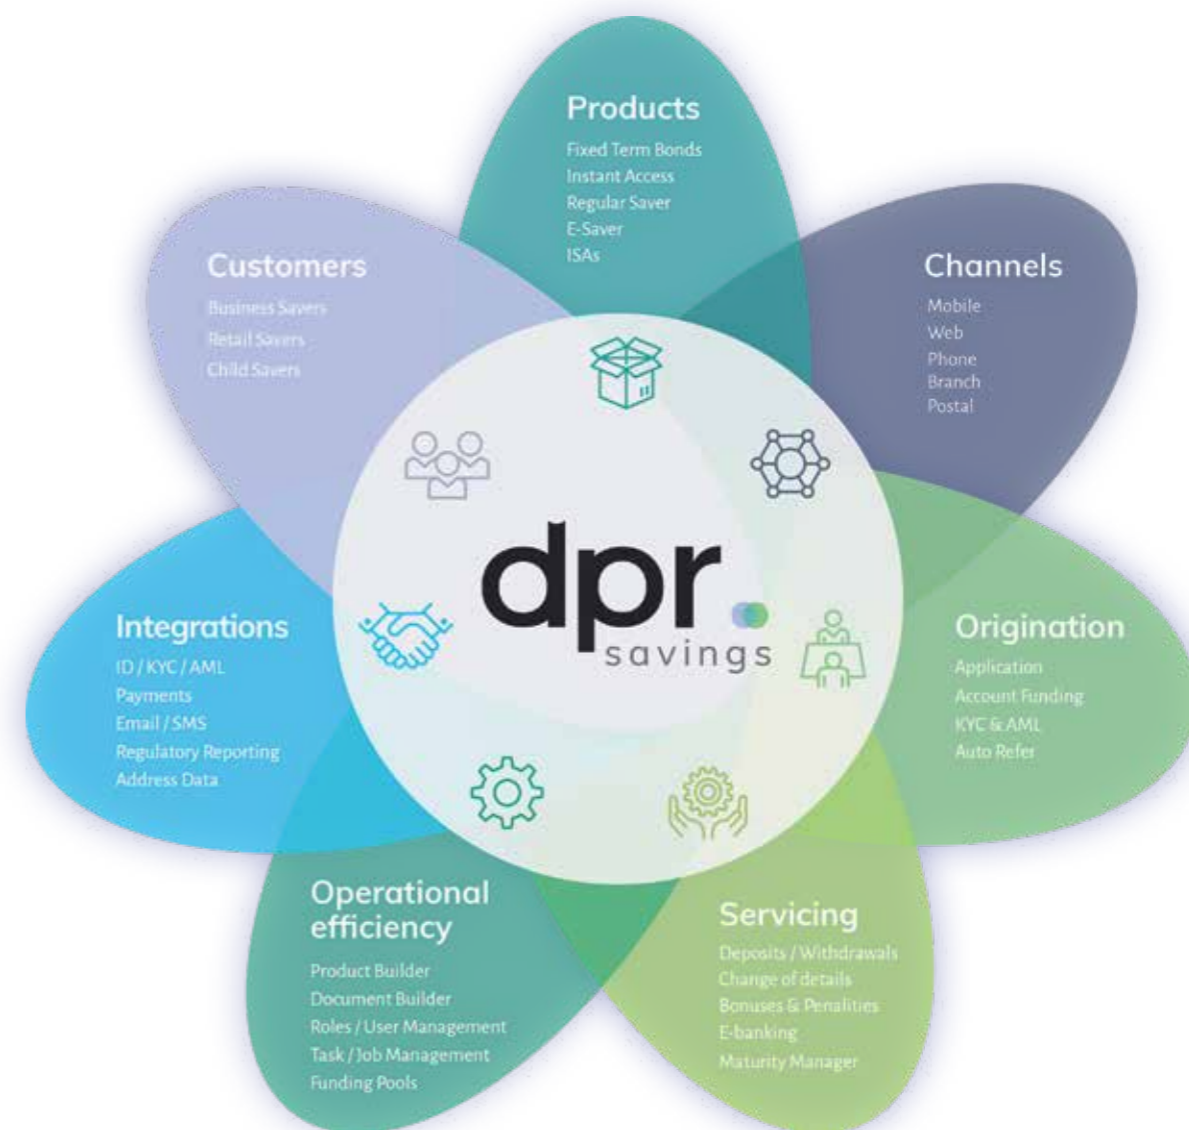 Products
Fixed Term Bonds
Instant Access
Regular Saver
E-Saver
ISAs
Channels
Mobile
Web
Phone
Branch
Postal
Origination
Application
Account Funding
KYC & AML
Auto Refer
Servicing
Deposits / Withdrawals
Change of details
Bonuses & Penalities
E-banking
Maturity Manager
Operational
efficiency
Product Builder
Document Builder
Roles / User Management
Task / Job Management
Funding Pools
Integrations
ID / KYC / AML
Payments
Email / SMS
Regulatory Reporting
Address Data
Customers
Business Savers
Retail Savers
Child Savers
dpr.
savings